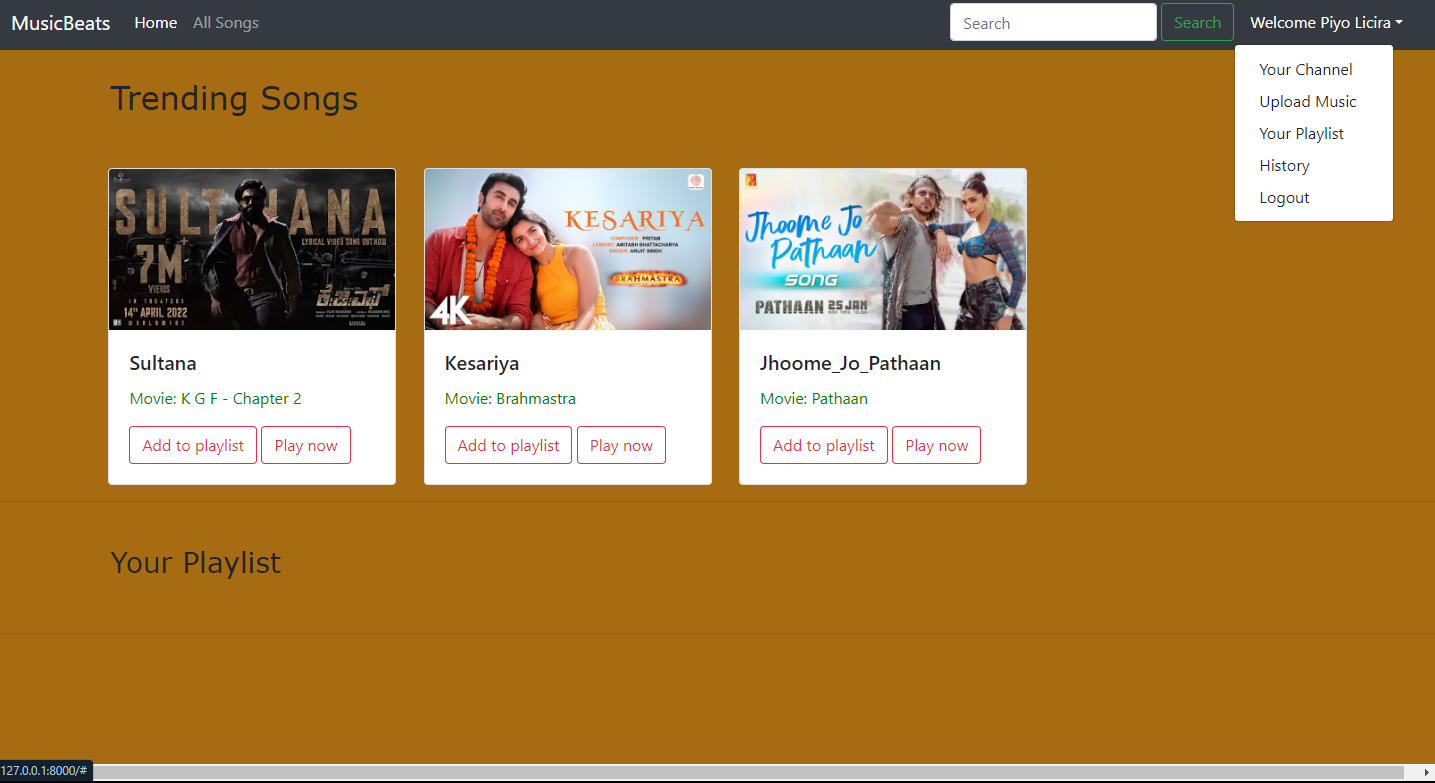 MusicBeats Home All Songs Search Search Welcome Piyo Licira
Your Channel
Upload Music
Your Playlist
History
Logout
Trending Songs
SULTHANA
LYRICAL VIDEO SONG OUT NOW
7M+
VIEWS
IN THEATERS
14th APRIL 2022
WORLDWIDE
ಕೆ.ಜಿ.ಎಫ್
KANNADA
Sultana
Movie: K G F - Chapter 2
Add to playlist Play now
KESARIYA
COMPOSER PRITAM
LYRICIST AMITABH BHATTACHARYA
SINGER ARIJIT SINGH
BRAHMASTRA
4K
Kesariya
Movie: Brahmastra
Add to playlist Play now
Jhoome Jo
Pathaan
SONG
PATHAAN 25 JAN
Jhoome_Jo_Pathaan
Movie: Pathaan
Add to playlist Play now
Your Playlist
127.0.0.1:8000/#